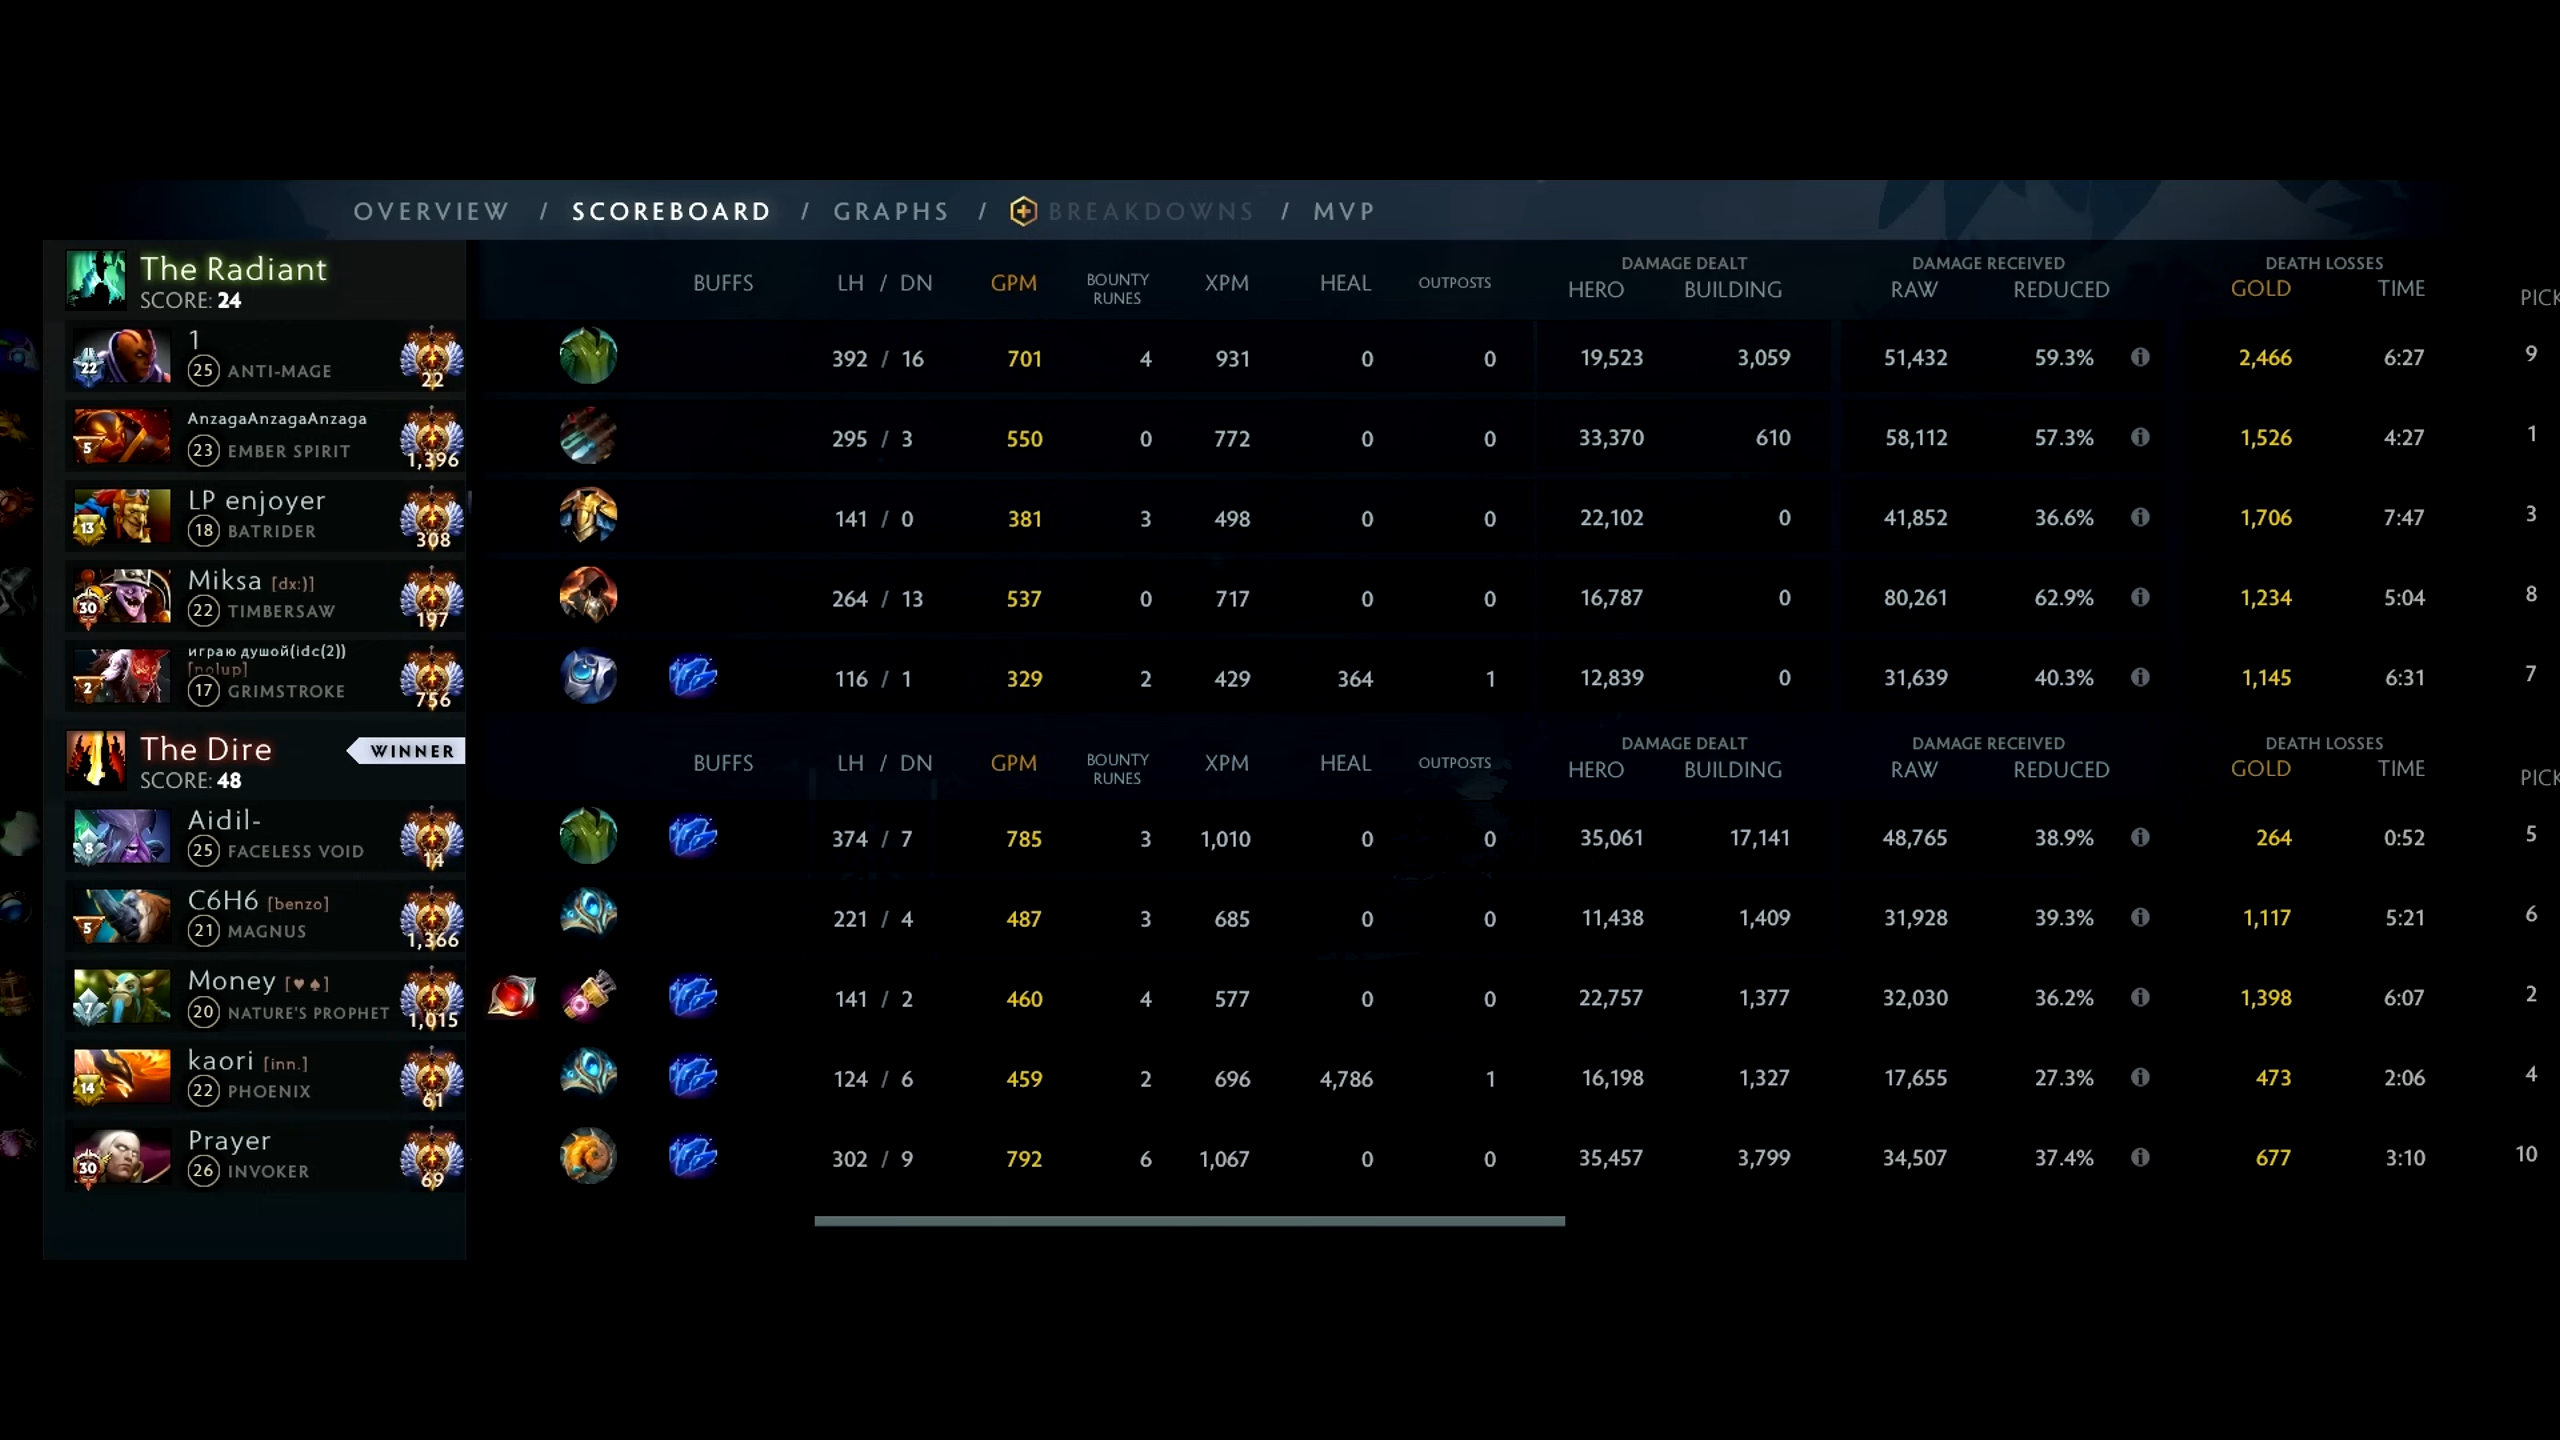 OVERVIEW / SCOREBOARD / GRAPHS / BREAKDOWNS / MVP
The Radiant
SCORE: 24
BUFFS LH / DN GPM BOUNTY RUNES XPM HEAL OUTPOSTS DAMAGE DEALT HERO BUILDING DAMAGE RECEIVED RAW REDUCED DEATH LOSSES GOLD TIME PICK
22 1 25 ANTI-MAGE 22 392 / 16 701 4 931 0 0 19,523 3,059 51,432 59.3% 2,466 6:27 9
5 AnzagaAnzagaAnzaga 23 EMBER SPIRIT 1,396 295 / 3 550 0 772 0 0 33,370 610 58,112 57.3% 1,526 4:27 1
13 LP enjoyer 18 BATRIDER 308 141 / 0 381 3 498 0 0 22,102 0 41,852 36.6% 1,706 7:47 3
30 Miksa [dx:)] 22 TIMBERSAW 197 264 / 13 537 0 717 0 0 16,787 0 80,261 62.9% 1,234 5:04 8
2 играю душой(idc(2)) [nolup] 17 GRIMSTROKE 756 116 / 1 329 2 429 364 1 12,839 0 31,639 40.3% 1,145 6:31 7
The Dire WINNER
SCORE: 48
BUFFS LH / DN GPM BOUNTY RUNES XPM HEAL OUTPOSTS DAMAGE DEALT HERO BUILDING DAMAGE RECEIVED RAW REDUCED DEATH LOSSES GOLD TIME PICK
8 Aidil- 25 FACELESS VOID 14 374 / 7 785 3 1,010 0 0 35,061 17,141 48,765 38.9% 264 0:52 5
5 C6H6 [benzo] 21 MAGNUS 1,366 221 / 4 487 3 685 0 0 11,438 1,409 31,928 39.3% 1,117 5:21 6
7 Money [♥♠] 20 NATURE'S PROPHET 1,015 141 / 2 460 4 577 0 0 22,757 1,377 32,030 36.2% 1,398 6:07 2
14 kaori [inn.] 22 PHOENIX 61 124 / 6 459 2 696 4,786 1 16,198 1,327 17,655 27.3% 473 2:06 4
30 Prayer 26 INVOKER 69 302 / 9 792 6 1,067 0 0 35,457 3,799 34,507 37.4% 677 3:10 10